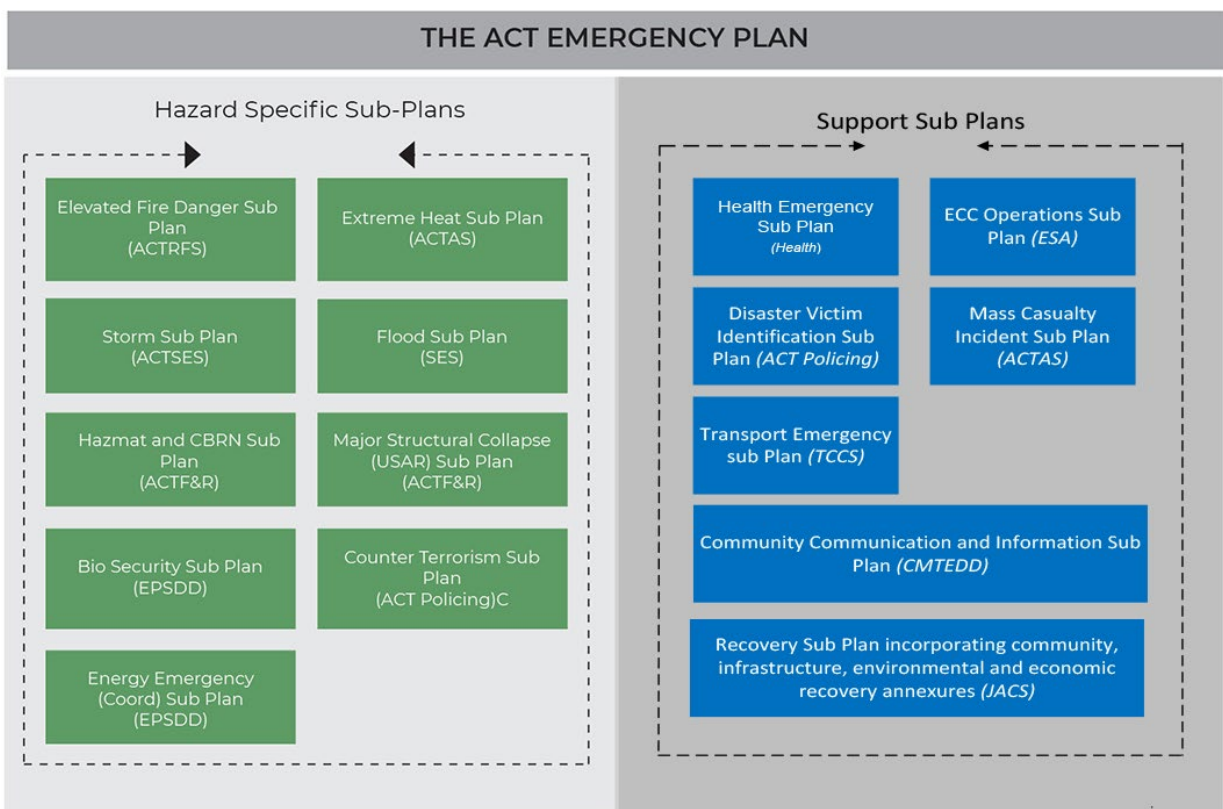 THE ACT EMERGENCY PLAN
Hazard Specific Sub-Plans
Elevated Fire Danger Sub
Plan
(ACTRFS)
Extreme Heat Sub Plan
(ACTAS)
Storm Sub Plan
(ACTSES)
Flood Sub Plan
(SES)
Hazmat and CBRN Sub
Plan
(ACTF&R)
Major Structural Collapse
(USAR) Sub Plan
(ACTF&R)
Bio Security Sub Plan
(EPSDD)
Counter Terrorism Sub
Plan
(ACT Policing)C
Energy Emergency
(Coord) Sub Plan
(EPSDD)
Support Sub Plans
Health Emergency
Sub Plan
(Health)
ECC Operations Sub
Plan (ESA)
Disaster Victim
Identification Sub
Plan (ACT Policing)
Mass Casualty
Incident Sub Plan
(ACTAS)
Transport Emergency
sub Plan (TCCS)
Community Communication and Information Sub
Plan (CMTEDD)
Recovery Sub Plan incorporating community,
infrastructure, environmental and economic
recovery annexures (JACS)